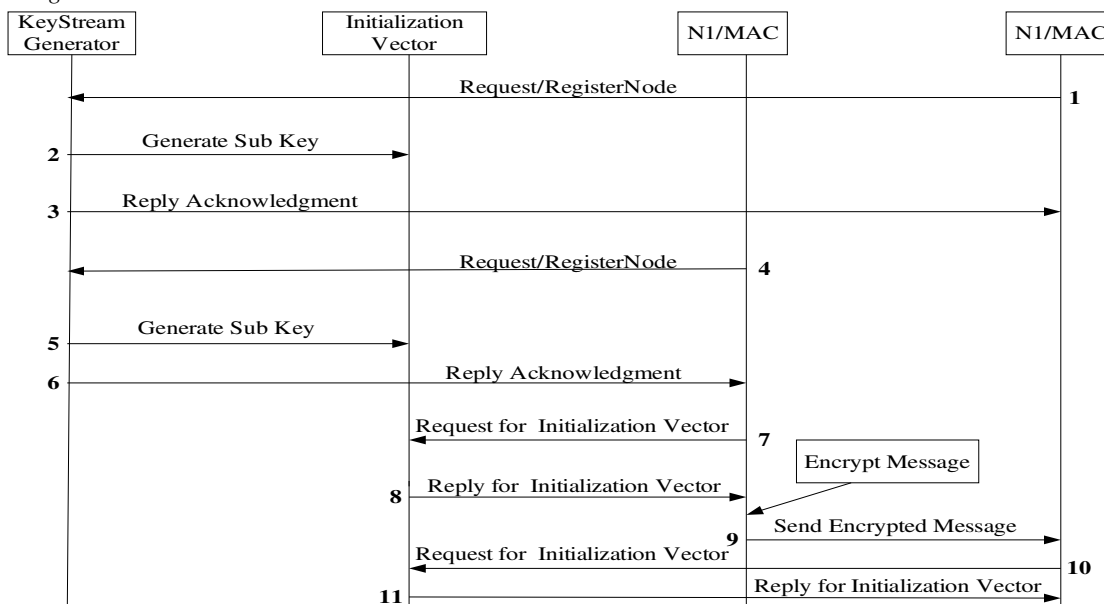 KeyStream
Generator
Initialization
Vector
N1/MAC
N1/MAC
Request/RegisterNode
1
2
Generate Sub Key
3
Reply Acknowledgment
Request/RegisterNode
4
5
Generate Sub Key
6
Reply Acknowledgment
Request for Initialization Vector
7
Encrypt Message
8
Reply for Initialization Vector
9
Send Encrypted Message
Request for Initialization Vector
10
11
Reply for Initialization Vector